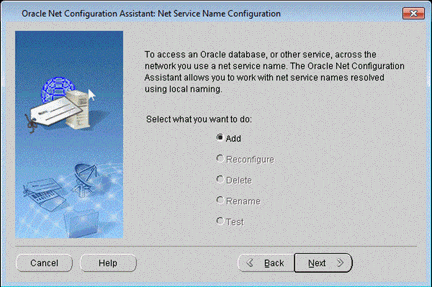 Oracle Net Configuration Assistant: Net Service Name Configuration
To access an Oracle database, or other service, across the
network you use a net service name. The Oracle Net Configuration
Assistant allows you to work with net service names resolved
using local naming.
Select what you want to do:
Add
Reconfigure
Delete
Rename
Test
Cancel
Help
Back
Next